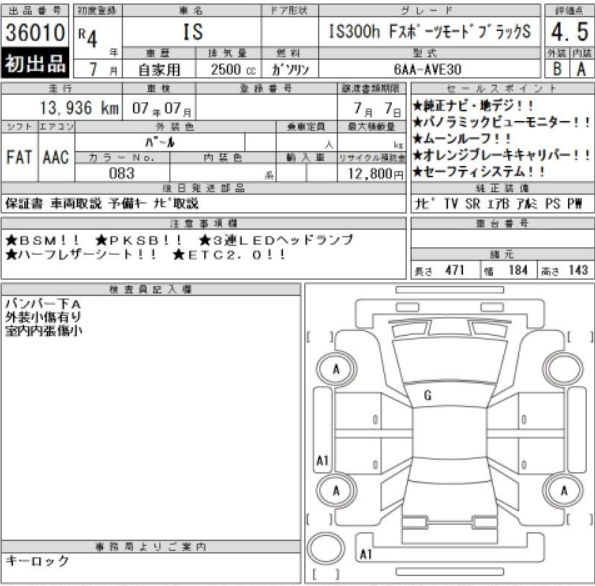 出品番号 初度登録 車名 ドア形状 グレード 評価点
36010 R4年 IS IS300h FスポーツモードブラックS 4.5
初出品 7月 車歴 排気量 燃料 型式 外装 内装
自家用 2500cc ガソリン 6AA-AVE30 B A
走行 車検 登録番号 譲渡書類期限 セールスポイント
13,936 km 07年07月 7月 7日 ★純正ナビ・地デジ!!
★パノラミックビューモニター!!
シフト エアコン 外装色 乗車定員 最大積載量 ★ムーンルーフ!!
FAT AAC パール 人 kg ★オレンジブレーキキャリパー!!
カラーNo. 内装色 輸入車 リサイクル預託金 ★セーフティシステム!!
083 系 12,800円
後日発送部品 純正装備
保証書 車両取説 予備キー ナビ取説 ナビ TV SR エアB アルミ PS PW
注意事項欄 車台番号
★BSM!! ★PKSB!! ★3連LEDヘッドランプ
★ハーフレザーシート!! ★ETC2.0!! 諸元
長さ 471 幅 184 高さ 143
検査員記入欄
バンパー下A
外装小傷有り
室内内張傷小
A
G
A1
A A
A1
事務局よりご案内
キーロック